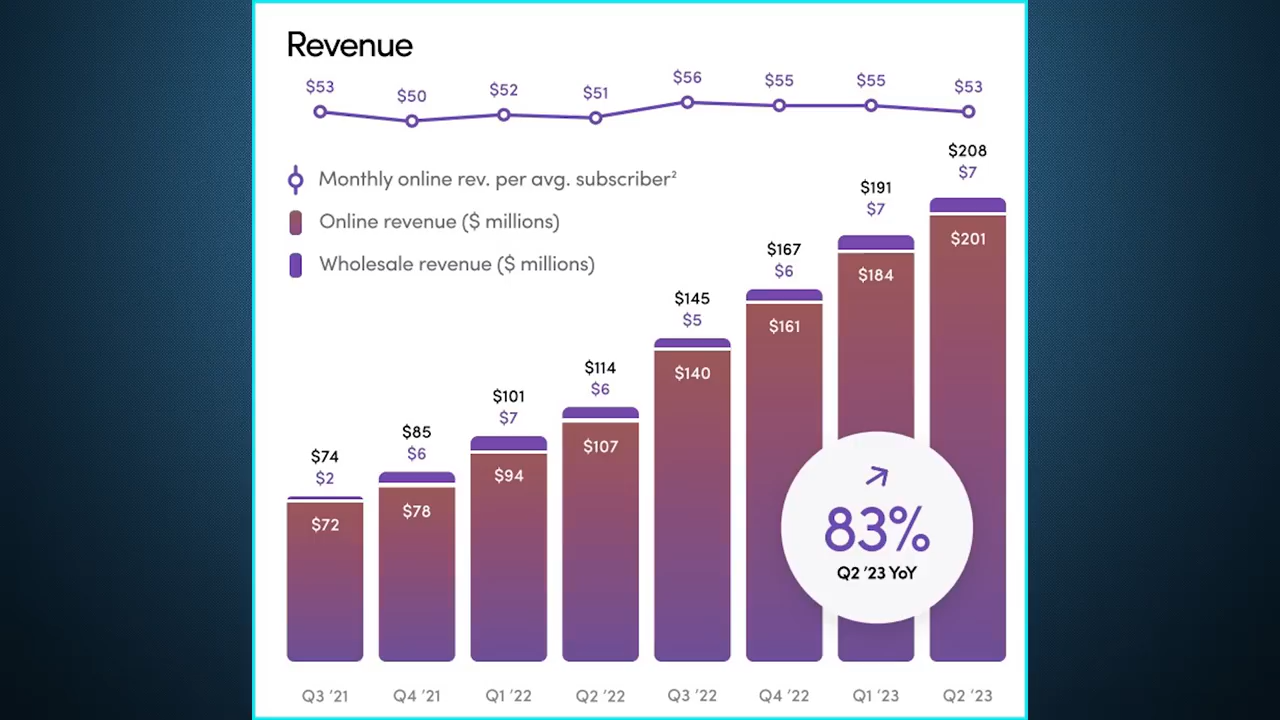 Revenue
$53 $50 $52 $51 $56 $55 $55 $53
Monthly online rev. per avg. subscriber²
Online revenue ($ millions)
Wholesale revenue ($ millions)
$74 $85 $101 $114 $145 $167 $191 $208
$2 $6 $7 $6 $5 $6 $7 $7
$72 $78 $94 $107 $140 $161 $184 $201
83%
Q2 ’23 YoY
Q3 ’21 Q4 ’21 Q1 ’22 Q2 ’22 Q3 ’22 Q4 ’22 Q1 ’23 Q2 ’23